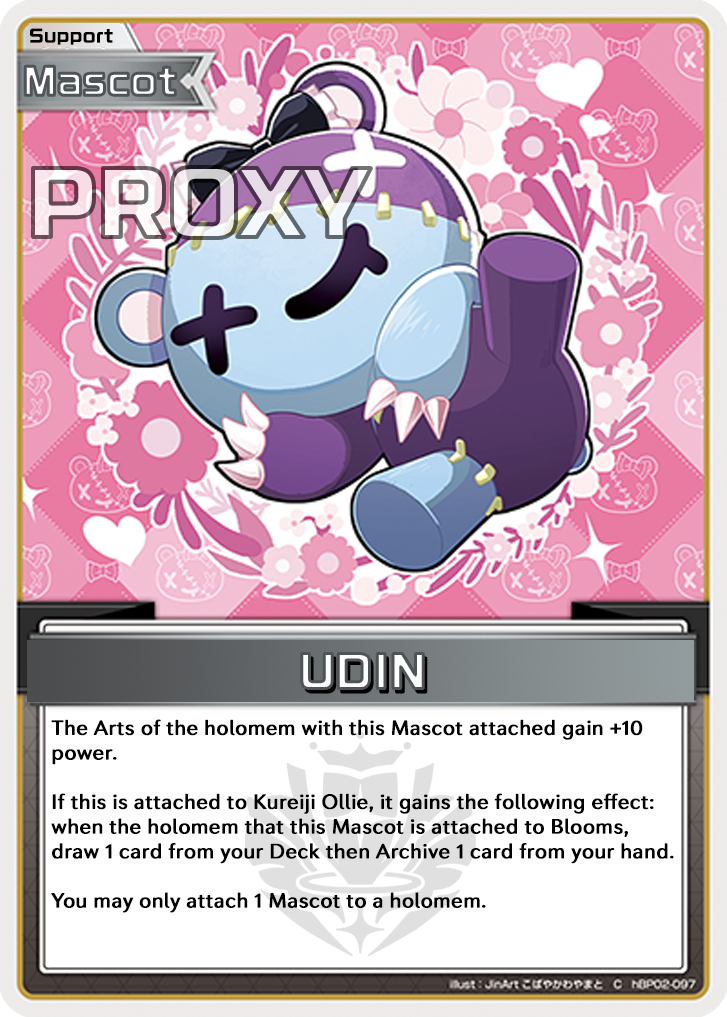 Support
Mascot
PROXY
UDIN
The Arts of the holomem with this Mascot attached gain +10
power.
If this is attached to Kureiji Ollie, it gains the following effect:
when the holomem that this Mascot is attached to Blooms,
draw 1 card from your Deck then Archive 1 card from your hand.
You may only attach 1 Mascot to a holomem.
illust : JinArt こばやかわやまと C hBP02-097